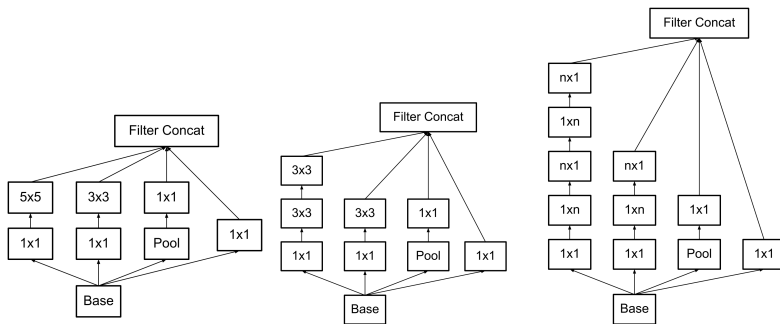 Filter Concat
5x5
3x3
1x1
1x1
1x1
Pool
1x1
Base
Filter Concat
3x3
3x3
3x3
1x1
1x1
1x1
Pool
1x1
Base
Filter Concat
nx1
1xn
nx1
nx1
1xn
1xn
1x1
1x1
1x1
Pool
1x1
Base